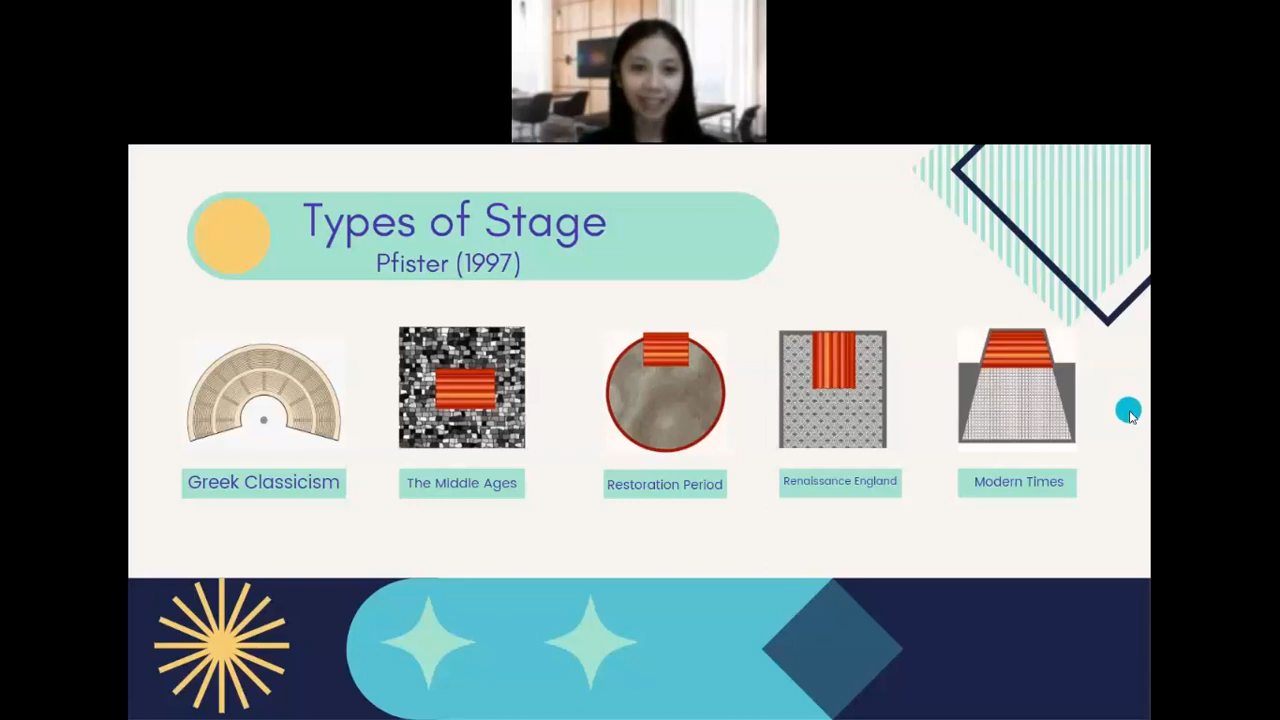 Types of Stage
Pfister (1997)
Greek Classicism
The Middle Ages
Restoration Period
Renaissance England
Modern Times